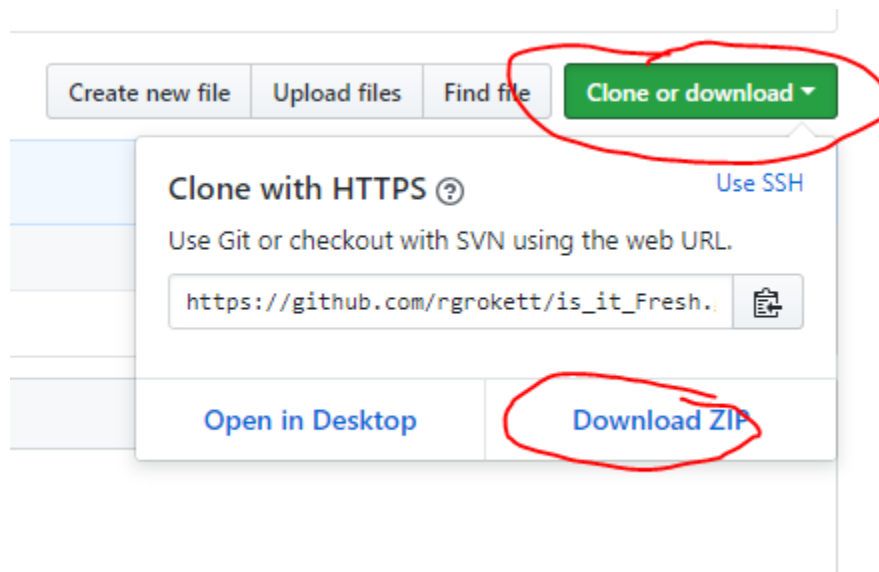 Create new file Upload files Find file Clone or download
Clone with HTTPS Use SSH
Use Git or checkout with SVN using the web URL.
https://github.com/rgrokett/is_it_Fresh.
Open in Desktop Download ZIP